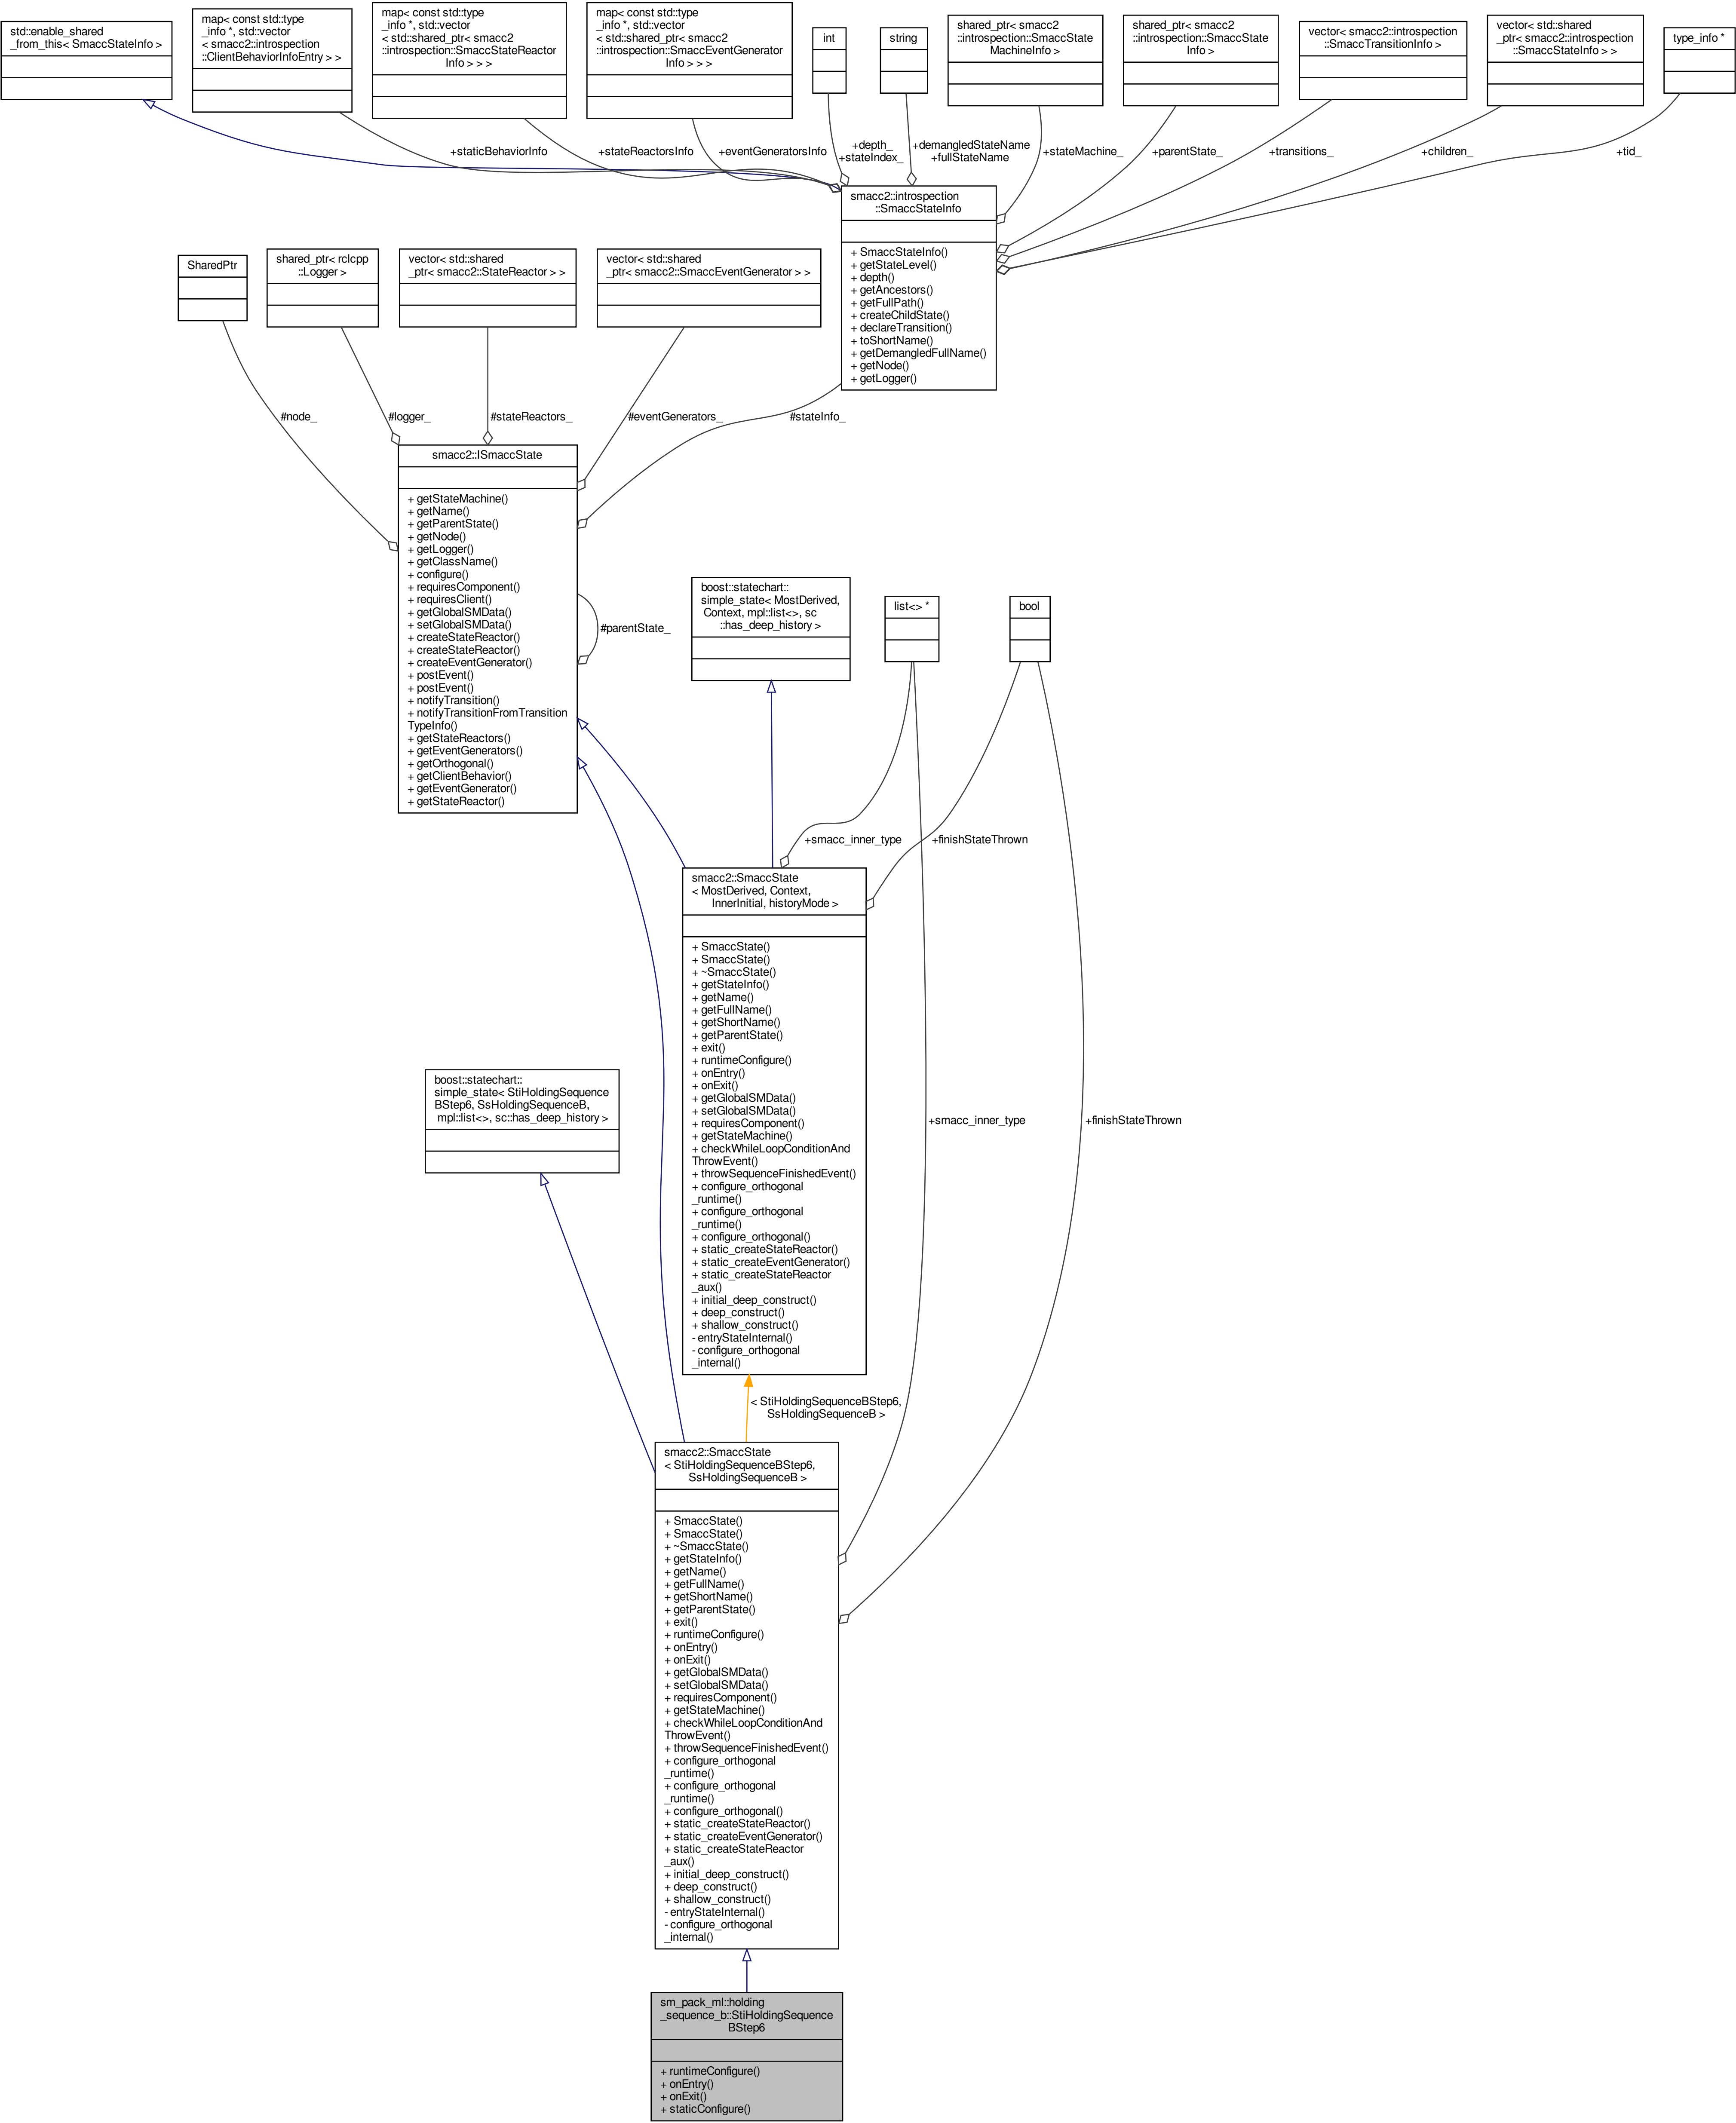 std::enable_shared
_from_this< SmaccStateInfo >
map< const std::type
_info *, std::vector
< smacc2::introspection
::ClientBehaviorInfoEntry > >
map< const std::type
_info *, std::vector
< std::shared_ptr< smacc2
::introspection::SmaccStateReactor
Info > > >
map< const std::type
_info *, std::vector
< std::shared_ptr< smacc2
::introspection::SmaccEventGenerator
Info > > >
int
string
shared_ptr< smacc2
::introspection::SmaccState
MachineInfo >
shared_ptr< smacc2
::introspection::SmaccState
Info >
vector< smacc2::introspection
::SmaccTransitionInfo >
vector< std::shared
_ptr< smacc2::introspection
::SmaccStateInfo > >
type_info *
+staticBehaviorInfo
+stateReactorsInfo
+eventGeneratorsInfo
+depth_
+stateIndex_
+demangledStateName
+fullStateName
+stateMachine_
+parentState_
+transitions_
+children_
+tid_
smacc2::introspection
::SmaccStateInfo
+ SmaccStateInfo()
+ getStateLevel()
+ depth()
+ getAncestors()
+ getFullPath()
+ createChildState()
+ declareTransition()
+ toShortName()
+ getDemangledFullName()
+ getNode()
+ getLogger()
SharedPtr
shared_ptr< rclcpp
::Logger >
vector< std::shared
_ptr< smacc2::StateReactor > >
vector< std::shared
_ptr< smacc2::SmaccEventGenerator > >
#node_
#logger_
#stateReactors_
#eventGenerators_
#stateInfo_
smacc2::ISmaccState
+ getStateMachine()
+ getName()
+ getParentState()
+ getNode()
+ getLogger()
+ getClassName()
+ configure()
+ requiresComponent()
+ requiresClient()
+ getGlobalSMData()
+ setGlobalSMData()
+ createStateReactor()
+ createStateReactor()
+ createEventGenerator()
+ postEvent()
+ postEvent()
+ notifyTransition()
+ notifyTransitionFromTransition
TypeInfo()
+ getStateReactors()
+ getEventGenerators()
+ getOrthogonal()
+ getClientBehavior()
+ getEventGenerator()
+ getStateReactor()
#parentState_
boost::statechart::
simple_state< MostDerived,
Context, mpl::list<>, sc
::has_deep_history >
list<> *
bool
+smacc_inner_type
+finishStateThrown
smacc2::SmaccState
< MostDerived, Context,
InnerInitial, historyMode >
+ SmaccState()
+ SmaccState()
+ ~SmaccState()
+ getStateInfo()
+ getName()
+ getFullName()
+ getShortName()
+ getParentState()
+ exit()
+ runtimeConfigure()
+ onEntry()
+ onExit()
+ getGlobalSMData()
+ setGlobalSMData()
+ requiresComponent()
+ getStateMachine()
+ checkWhileLoopConditionAnd
ThrowEvent()
+ throwSequenceFinishedEvent()
+ configure_orthogonal
_runtime()
+ configure_orthogonal
_runtime()
+ configure_orthogonal()
+ static_createStateReactor()
+ static_createEventGenerator()
+ static_createStateReactor
_aux()
+ initial_deep_construct()
+ deep_construct()
+ shallow_construct()
- entryStateInternal()
- configure_orthogonal
_internal()
boost::statechart::
simple_state< StiHoldingSequence
BStep6, SsHoldingSequenceB,
mpl::list<>, sc::has_deep_history >
+smacc_inner_type
+finishStateThrown
< StiHoldingSequenceBStep6,
SsHoldingSequenceB >
smacc2::SmaccState
< StiHoldingSequenceBStep6,
SsHoldingSequenceB >
+ SmaccState()
+ SmaccState()
+ ~SmaccState()
+ getStateInfo()
+ getName()
+ getFullName()
+ getShortName()
+ getParentState()
+ exit()
+ runtimeConfigure()
+ onEntry()
+ onExit()
+ getGlobalSMData()
+ setGlobalSMData()
+ requiresComponent()
+ getStateMachine()
+ checkWhileLoopConditionAnd
ThrowEvent()
+ throwSequenceFinishedEvent()
+ configure_orthogonal
_runtime()
+ configure_orthogonal
_runtime()
+ configure_orthogonal()
+ static_createStateReactor()
+ static_createEventGenerator()
+ static_createStateReactor
_aux()
+ initial_deep_construct()
+ deep_construct()
+ shallow_construct()
- entryStateInternal()
- configure_orthogonal
_internal()
sm_pack_ml::holding
_sequence_b::StiHoldingSequence
BStep6
+ runtimeConfigure()
+ onEntry()
+ onExit()
+ staticConfigure()